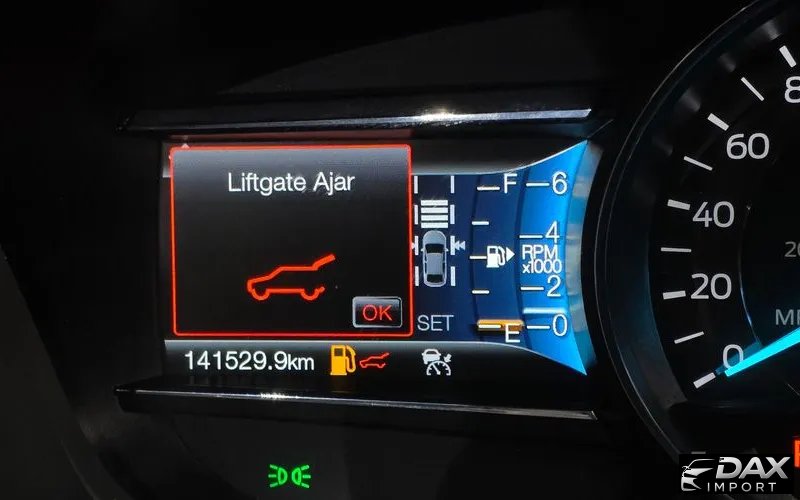 Liftgate Ajar
OK
F
6
4
RPM
x1000
2
SET
E
0
141529.9km
80
60
40
20
0
DAX
IMPORT